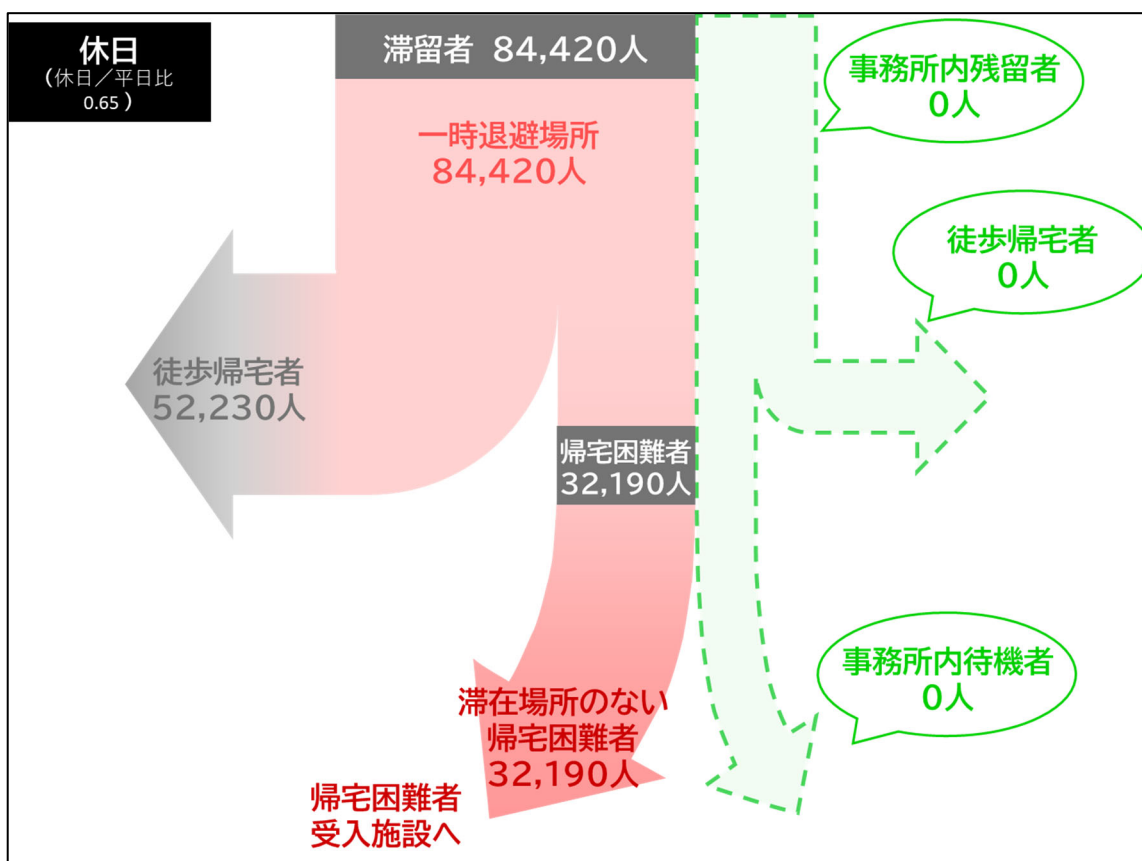 休日
(休日／平日比
0.65 )
滞留者 84,420人
一時退避場所
84,420人
事務所内残留者
0人
徒歩帰宅者
0人
徒歩帰宅者
52,230人
帰宅困難者
32,190人
事務所内待機者
0人
滞在場所のない
帰宅困難者
32,190人
帰宅困難者
受入施設へ